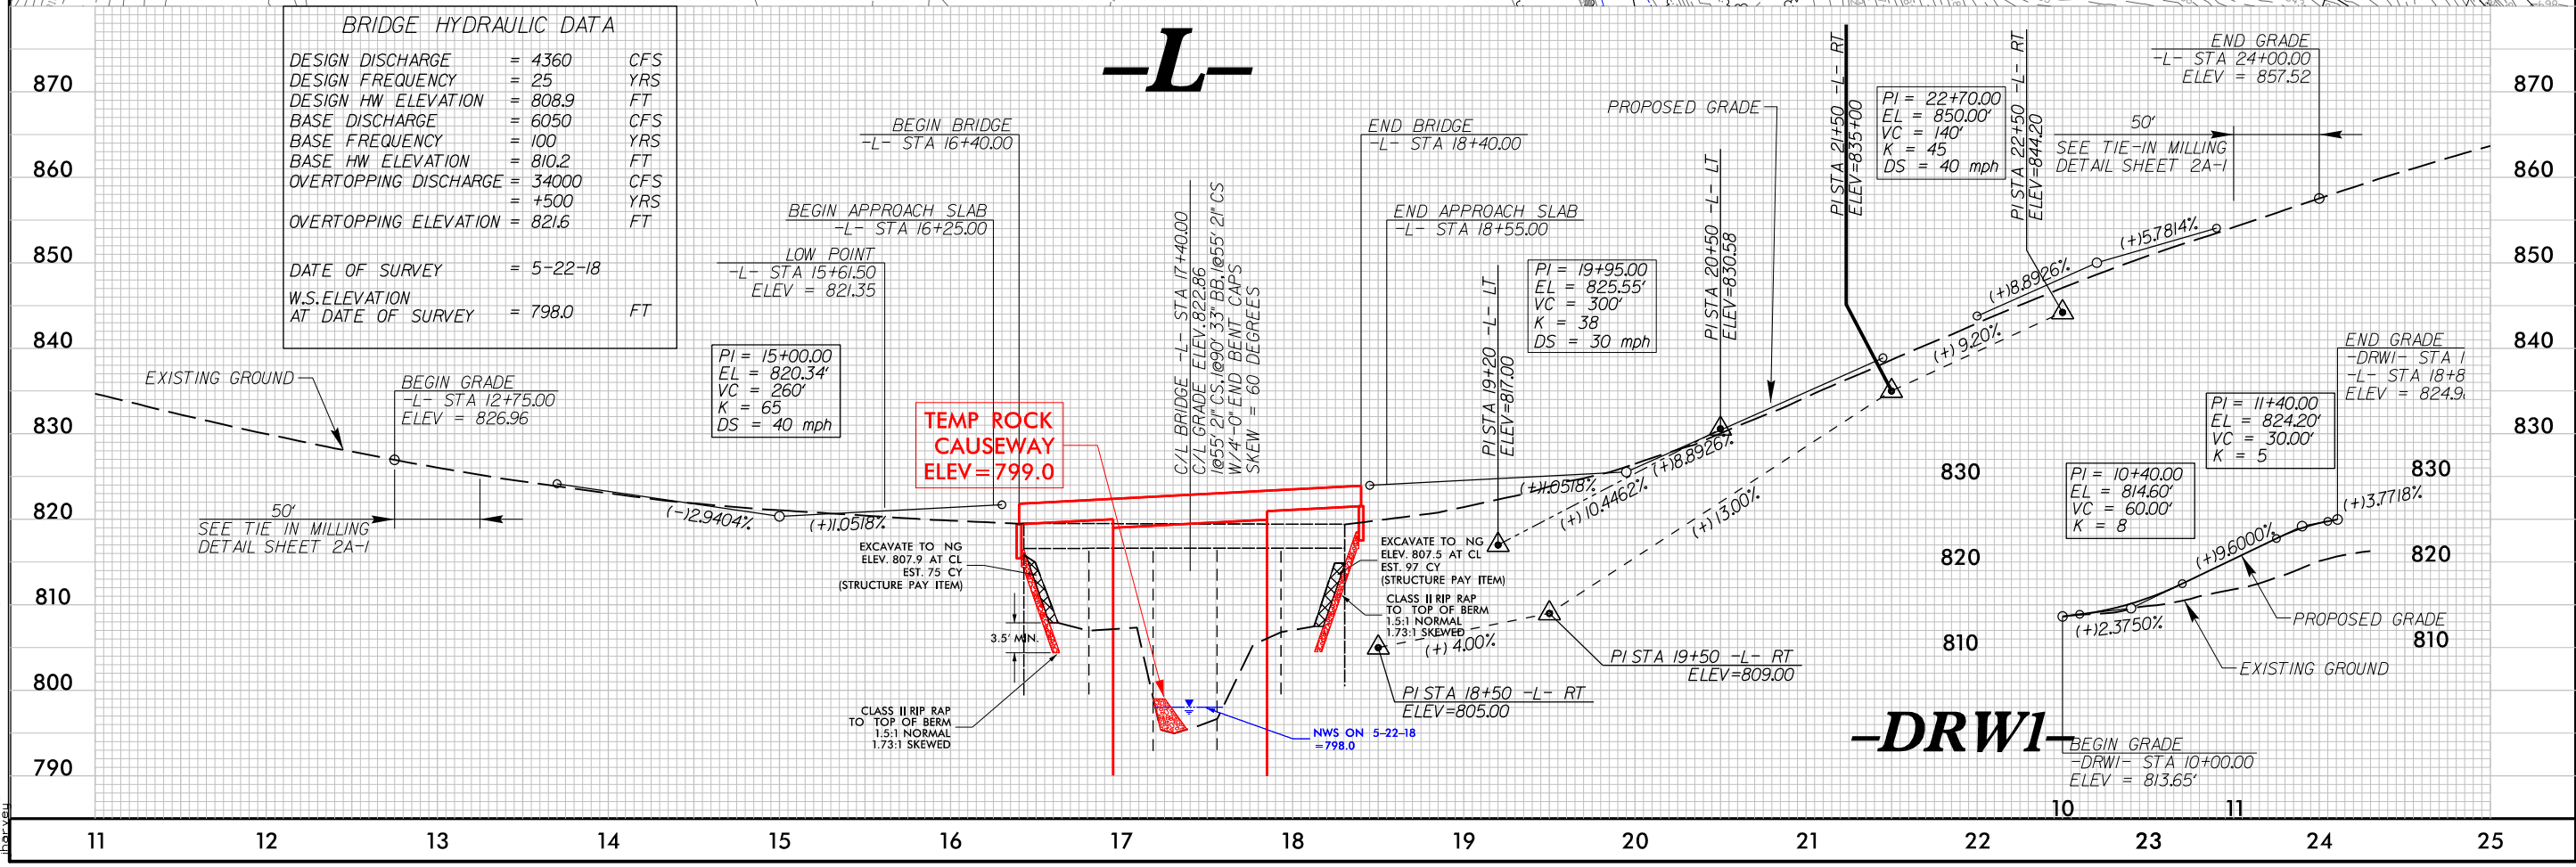 BRIDGE HYDRAULIC DATA
DESIGN DISCHARGE = 4360 CFS
DESIGN FREQUENCY = 25 YRS
DESIGN HW ELEVATION = 808.9 FT
BASE DISCHARGE = 6050 CFS
BASE FREQUENCY = 100 YRS
BASE HW ELEVATION = 810.2 FT
OVERTOPPING DISCHARGE = 34000 CFS
= +500 YRS
OVERTOPPING ELEVATION = 821.6 FT
DATE OF SURVEY = 5-22-18
W.S.ELEVATION
AT DATE OF SURVEY = 798.0 FT
-L-
870
860
850
840
830
820
810
800
790
EXISTING GROUND
BEGIN GRADE
-L- STA 12+75.00
ELEV = 826.96
50'
SEE TIE IN MILLING
DETAIL SHEET 2A-1
PI = 15+00.00
EL = 820.34'
VC = 260'
K = 65
DS = 40 mph
(-)2.9404%
(+)1.0518%
LOW POINT
-L- STA 15+61.50
ELEV = 821.35
BEGIN APPROACH SLAB
-L- STA 16+25.00
BEGIN BRIDGE
-L- STA 16+40.00
TEMP ROCK
CAUSEWAY
ELEV=799.0
EXCAVATE TO NG
ELEV. 807.9 AT CL
EST. 75 CY
(STRUCTURE PAY ITEM)
3.5' MIN.
CLASS II RIP RAP
TO TOP OF BERM
1.5:1 NORMAL
1.73:1 SKEWED
C/L BRIDGE -L- STA 17+40.00
C/L GRADE ELEV.822.86
1@55' 21" CS,1@90' 33" BB,1@55' 21" CS
W/4'-0" END BENT CAPS
SKEW = 60 DEGREES
END BRIDGE
-L- STA 18+40.00
END APPROACH SLAB
-L- STA 18+55.00
EXCAVATE TO NG
ELEV. 807.5 AT CL
EST. 97 CY
(STRUCTURE PAY ITEM)
CLASS II RIP RAP
TO TOP OF BERM
1.5:1 NORMAL
1.73:1 SKEWED
NWS ON 5-22-18
=798.0
(+) 4.00%
PI STA 18+50 -L- RT
ELEV=805.00
PI STA 19+50 -L- RT
ELEV=809.00
PI STA 19+20 -L- LT
ELEV=817.00
PI = 19+95.00
EL = 825.55'
VC = 300'
K = 38
DS = 30 mph
(+)1.0518%
(+) 10.4462%
(+)8.8926%
(+)13.00%
PI STA 20+50 -L- LT
ELEV=830.58
PROPOSED GRADE
PI STA 21+50 -L- RT
ELEV=835+00
PI = 22+70.00
EL = 850.00'
VC = 140'
K = 45
DS = 40 mph
PI STA 22+50 -L- RT
ELEV=844.20
(+)8.8926%
(+) 9.20%
(+)5.7814%
END GRADE
-L- STA 24+00.00
ELEV = 857.52
50'
SEE TIE-IN MILLING
DETAIL SHEET 2A-1
870
860
850
840
830
END GRADE
-DRW1- STA 1
-L- STA 18+8
ELEV = 824.9
PI = 11+40.00
EL = 824.20'
VC = 30.00'
K = 5
PI = 10+40.00
EL = 814.60'
VC = 60.00'
K = 8
830 830
820 820
810 810
(+)2.3750%
(+)9.6000%
(+)3.7718%
PROPOSED GRADE
EXISTING GROUND
-DRW1-
BEGIN GRADE
-DRW1- STA 10+00.00
ELEV = 813.65'
10 11
11 12 13 14 15 16 17 18 19 20 21 22 23 24 25
jharvey